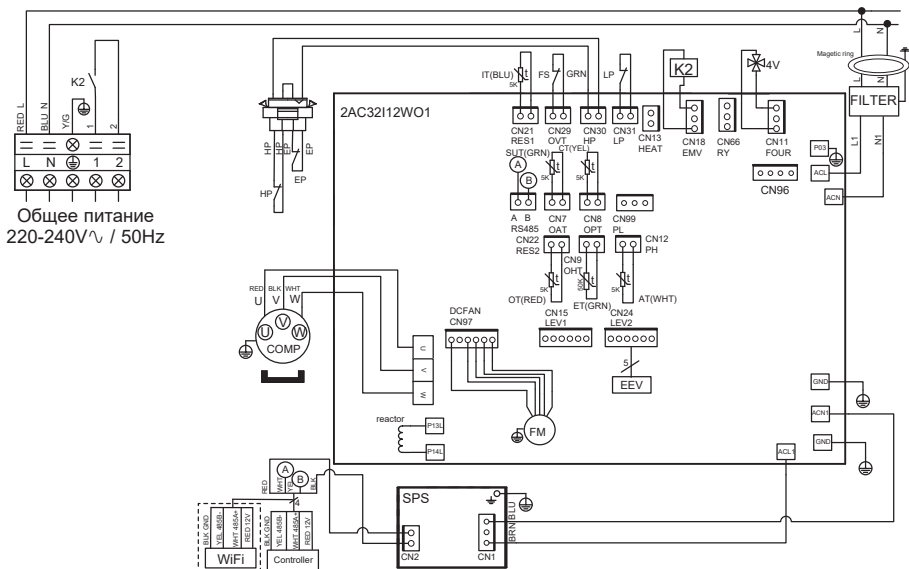 L
N
Magetic ring
L
N
FILTER
L1
N1
RED L
BLU N
Y/G
K2
1
2
L N 1 2
Общее питание
220-240V∿ / 50Hz
HP
HP
EP
EP
HP
EP
2AC32I12WO1
IT(BLU)
5K
t
FS
GRN
LP
K2
4V
CN21
RES1
CN29
OVT
CN30
HP
CN31
LP
CN13
HEAT
CN18
EMV
CN66
RY
CN11
FOUR
P03
ACL
ACN
CN96
SUT(GRN)
CT(YEL)
A
B
5K
t
5K
t
A B
RS485
CN7
OAT
CN8
OPT
CN99
PL
CN22
RES2
CN9
OHT
CN12
PH
5K
t
50K
t
5K
t
OT(RED)
ET(GRN)
AT(WHT)
CN15
LEV1
CN24
LEV2
DCFAN
CN97
5
EEV
FM
RED BLK WHT
U V W
U V W
COMP
U
V
W
reactor
P13L
P14L
GND
ACN1
GND
ACL1
RED
WHT
YEL
BLK
A
B
4
BLK GND
YEL 485B-
WHT 485A+
RED 12V
WiFi
BLK GND
YEL 485B-
WHT 485A+
RED 12V
Controller
SPS
CN2
CN1
BRN
BLU